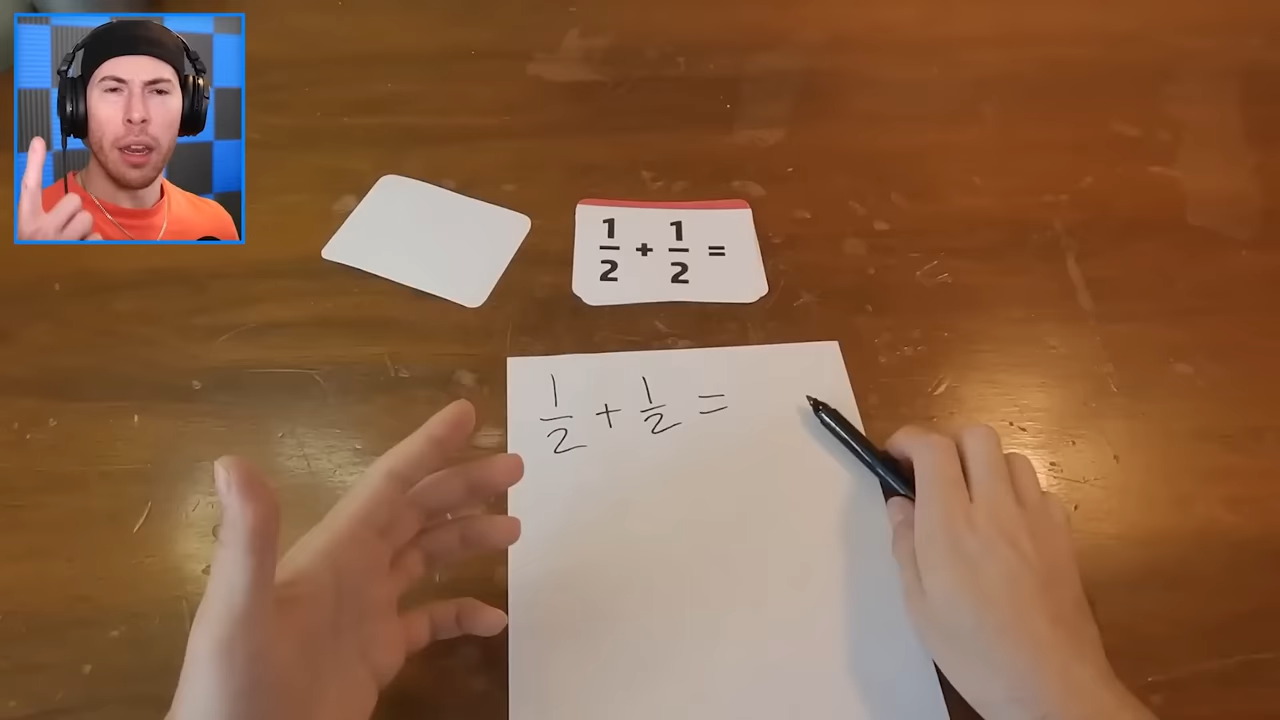 1/2 + 1/2 =
1/2 + 1/2 =